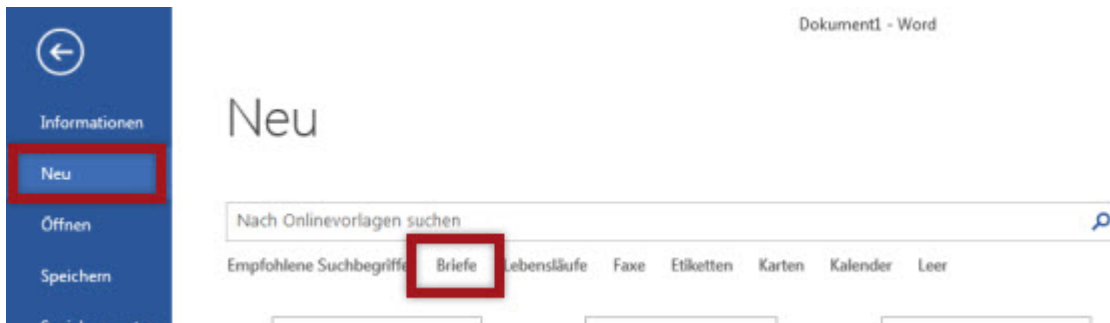 Dokument1 - Word
Neu
Informationen
Neu
Öffnen
Speichern
Nach Onlinevorlagen suchen
Empfohlene Suchbegriffe Briefe Lebensläufe Faxe Etiketten Karten Kalender Leer